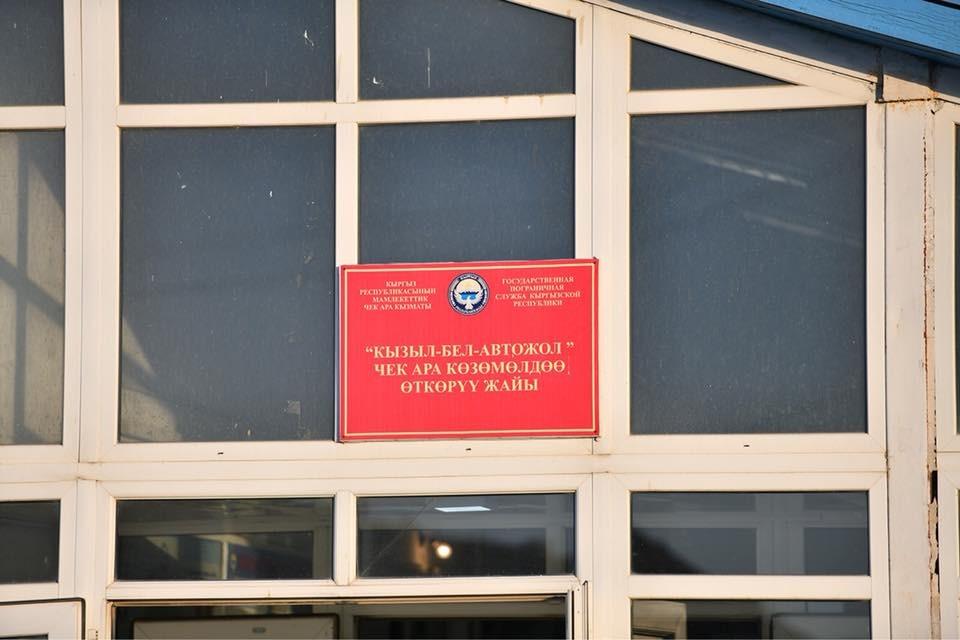 КЫРГЫЗ
РЕСПУБЛИКАСЫНЫН
МАМЛЕКЕТТИК
ЧЕК АРА КЫЗМАТЫ
ГОСУДАРСТВЕННАЯ
ПОГРАНИЧНАЯ
СЛУЖБА КЫРГЫЗСКОЙ
РЕСПУБЛИКИ
“КЫЗЫЛ-БЕЛ-АВТОЖОЛ ”
ЧЕК АРА КӨЗӨМӨЛДӨӨ
ӨТКӨРҮҮ ЖАЙЫ